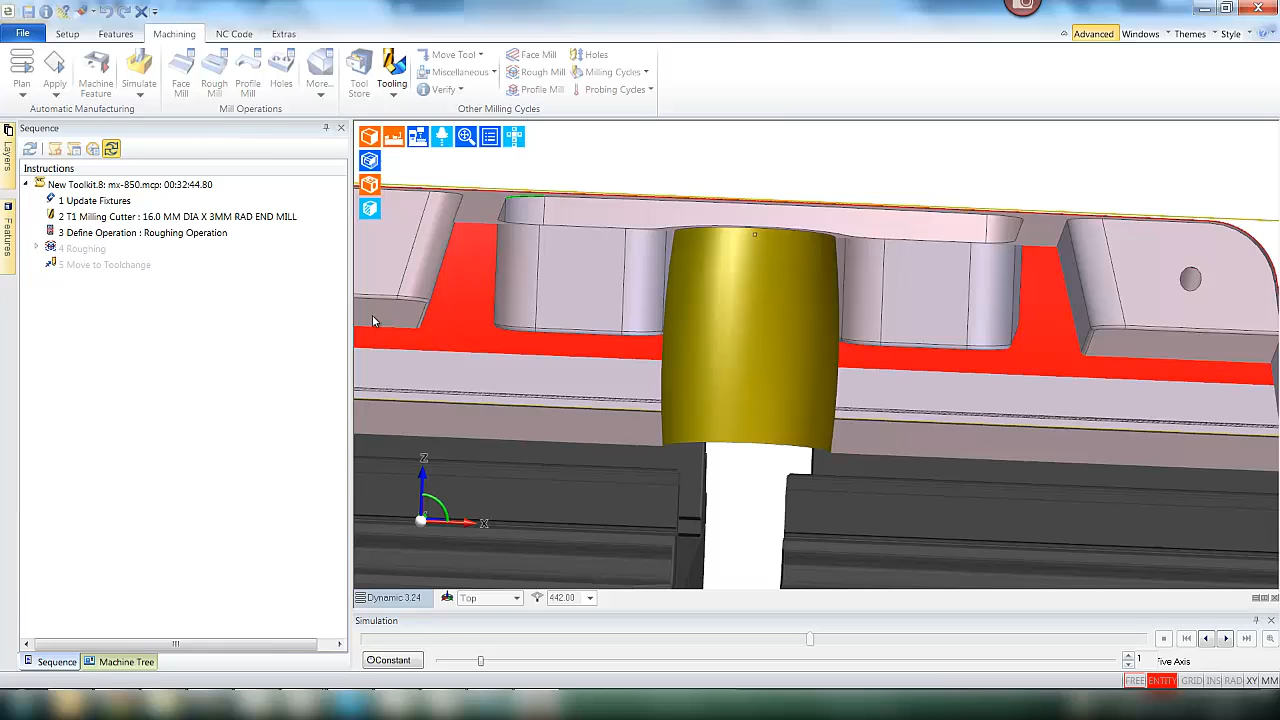 File
Setup
Features
Machining
NC Code
Extras
Advanced
Windows
Themes
Style
Plan
Apply
Machine Feature
Simulate
Face Mill
Rough Mill
Profile Mill
Holes
More...
Tool Store
Tooling
Move Tool
Miscellaneous
Verify
Face Mill
Rough Mill
Profile Mill
Holes
Milling Cycles
Probing Cycles
Automatic Manufacturing
Mill Operations
Other Milling Cycles
Sequence
Layers
Features
Instructions
New Toolkit.8: mx-850.mcp: 00:32:44.80
1 Update Fixtures
2 T1 Milling Cutter : 16.0 MM DIA X 3MM RAD END MILL
3 Define Operation : Roughing Operation
4 Roughing
5 Move to Toolchange
Z
X
Dynamic 3.24
Top
442.00
Simulation
Constant
1
Five Axis
Sequence
Machine Tree
FREE ENTITY GRID INS RAD XY MM